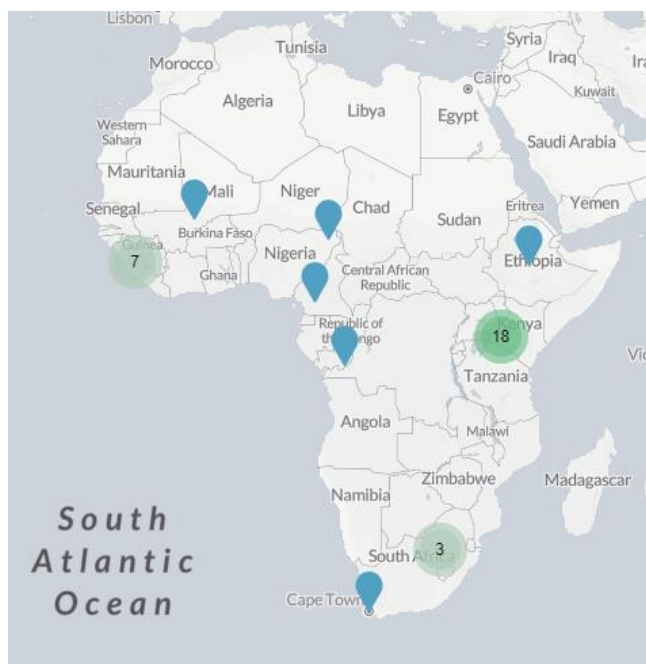 Lisbon
Tunisia
Syria
Iraq
Morocco
Cairo
Kuwait
Algeria
Libya
Egypt
Western
Sahara
Saudi Arabia
Mauritania
Mali
Niger
Chad
Senegal
Sudan
Eritrea
Yemen
Burkina Faso
Guinea
7
Nigeria
Ethiopia
Ghana
Central African
Republic
Republic of
the Congo
Kenya
18
Tanzania
Angola
Malawi
Zimbabwe
Madagascar
Namibia
South
Atlantic
Ocean
South Africa
3
Cape Town